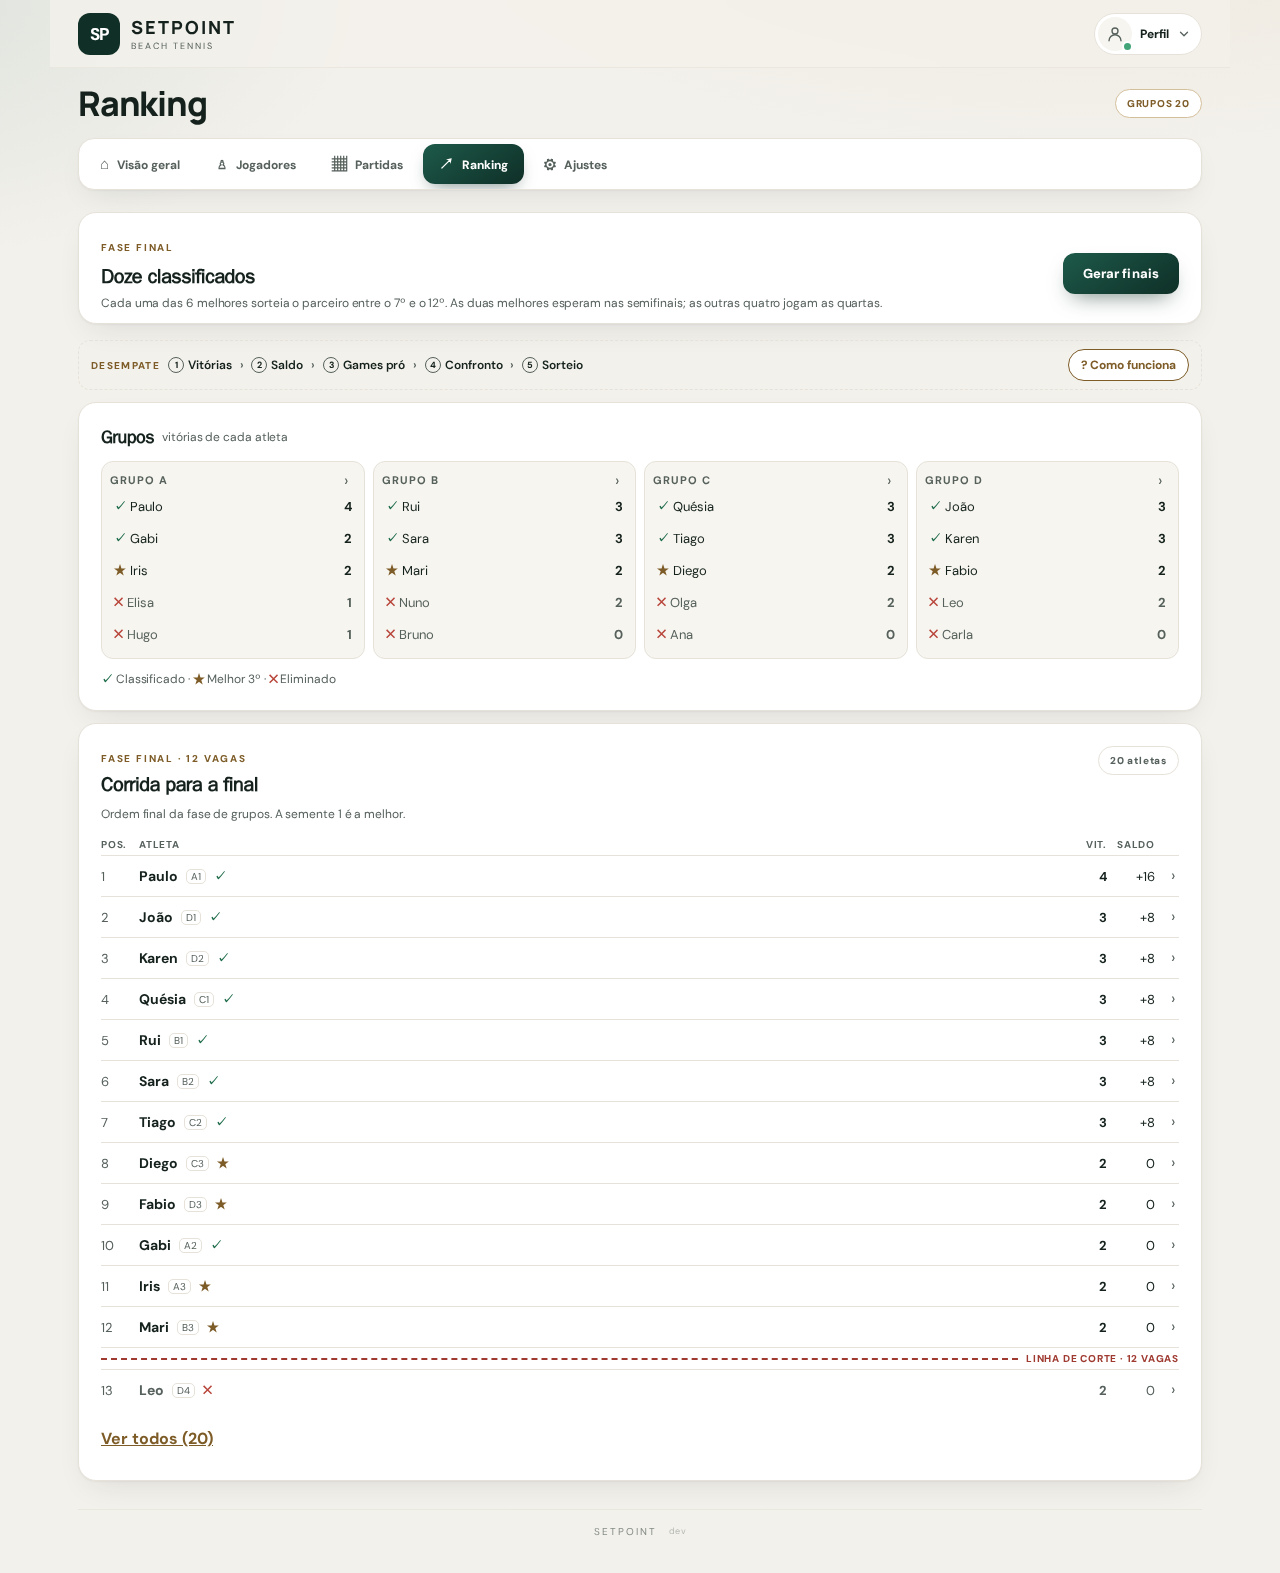 SP
SETPOINT
BEACH TENNIS
Perfil
Ranking
GRUPOS 20
⌂ Visão geral
♙ Jogadores
▦ Partidas
↗ Ranking
⚙ Ajustes
FASE FINAL
Doze classificados
Cada uma das 6 melhores sorteia o parceiro entre o 7º e o 12º. As duas melhores esperam nas semifinais; as outras quatro jogam as quartas.
Gerar finais
DESEMPATE 1 Vitórias › 2 Saldo › 3 Games pró › 4 Confronto › 5 Sorteio
? Como funciona
Grupos vitórias de cada atleta
GRUPO A ›
✓ Paulo 4
✓ Gabi 2
★ Iris 2
✕ Elisa 1
✕ Hugo 1
GRUPO B ›
✓ Rui 3
✓ Sara 3
★ Mari 2
✕ Nuno 2
✕ Bruno 0
GRUPO C ›
✓ Quésia 3
✓ Tiago 3
★ Diego 2
✕ Olga 2
✕ Ana 0
GRUPO D ›
✓ João 3
✓ Karen 3
★ Fabio 2
✕ Leo 2
✕ Carla 0
✓ Classificado · ★ Melhor 3º · ✕ Eliminado
FASE FINAL · 12 VAGAS
20 atletas
Corrida para a final
Ordem final da fase de grupos. A semente 1 é a melhor.
POS. ATLETA VIT. SALDO
1 Paulo A1 ✓ 4 +16 ›
2 João D1 ✓ 3 +8 ›
3 Karen D2 ✓ 3 +8 ›
4 Quésia C1 ✓ 3 +8 ›
5 Rui B1 ✓ 3 +8 ›
6 Sara B2 ✓ 3 +8 ›
7 Tiago C2 ✓ 3 +8 ›
8 Diego C3 ★ 2 0 ›
9 Fabio D3 ★ 2 0 ›
10 Gabi A2 ✓ 2 0 ›
11 Iris A3 ★ 2 0 ›
12 Mari B3 ★ 2 0 ›
LINHA DE CORTE · 12 VAGAS
13 Leo D4 ✕ 2 0 ›
Ver todos (20)
SETPOINT dev